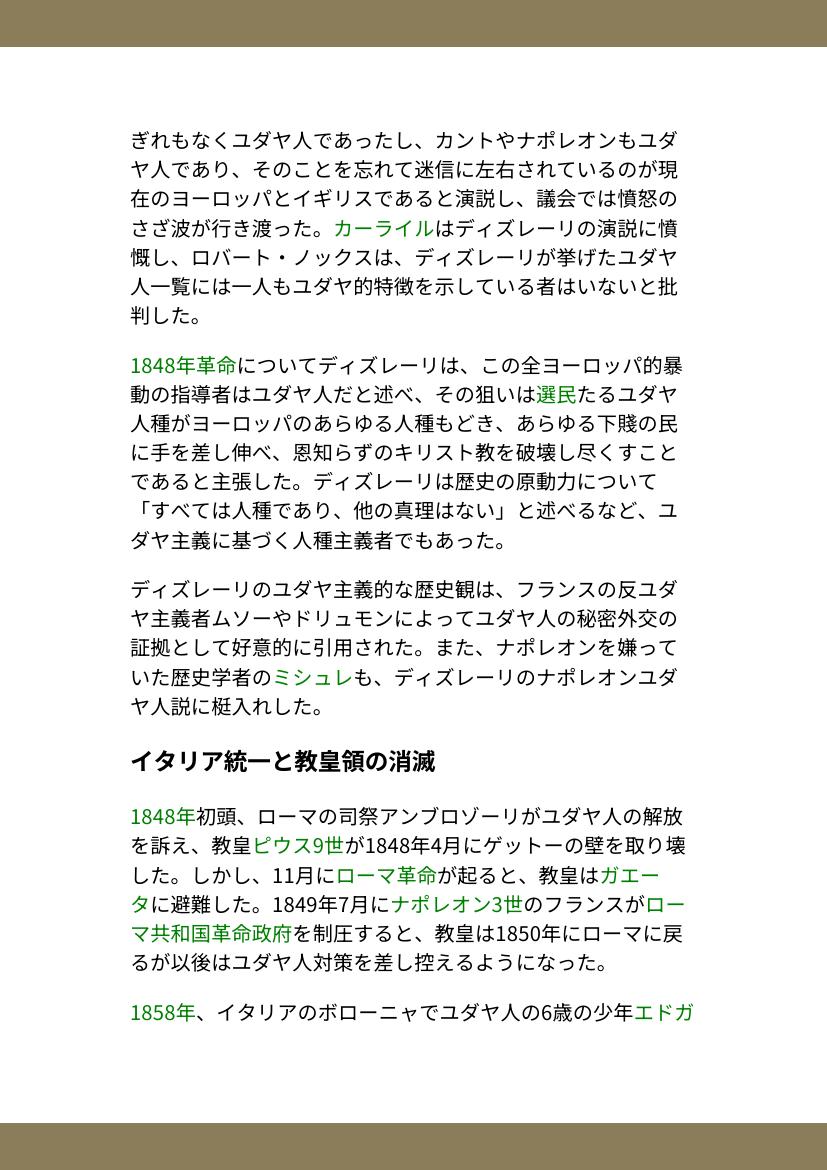 ぎれもなくユダヤ人であったし、カントやナポレオンもユダ
ヤ人であり、そのことを忘れて迷信に左右されているのが現
在のヨーロッパとイギリスであると演説し、議会では憤怒の
さざ波が行き渡った。カーライルはディズレーリの演説に憤
慨し、ロバート・ノックスは、ディズレーリが挙げたユダヤ
人一覧には一人もユダヤ的特徴を示している者はいないと批
判した。
1848年革命についてディズレーリは、この全ヨーロッパ的暴
動の指導者はユダヤ人だと述べ、その狙いは選民たるユダヤ
人種がヨーロッパのあらゆる人種もどき、あらゆる下賤の民
に手を差し伸べ、恩知らずのキリスト教を破壊し尽くすこと
であると主張した。ディズレーリは歴史の原動力について
「すべては人種であり、他の真理はない」と述べるなど、ユ
ダヤ主義に基づく人種主義者でもあった。
ディズレーリのユダヤ主義的な歴史観は、フランスの反ユダ
ヤ主義者ムソーやドリュモンによってユダヤ人の秘密外交の
証拠として好意的に引用された。また、ナポレオンを嫌って
いた歴史学者のミシュレも、ディズレーリのナポレオンユダ
ヤ人説に梃入れした。
イタリア統一と教皇領の消滅
1848年初頭、ローマの司祭アンブロゾーリがユダヤ人の解放
を訴え、教皇ピウス9世が1848年4月にゲットーの壁を取り壊
した。しかし、11月にローマ革命が起ると、教皇はガエー
タに避難した。1849年7月にナポレオン3世のフランスがロー
マ共和国革命政府を制圧すると、教皇は1850年にローマに戻
るが以後はユダヤ人対策を差し控えるようになった。
1858年、イタリアのボローニャでユダヤ人の6歳の少年エドガ